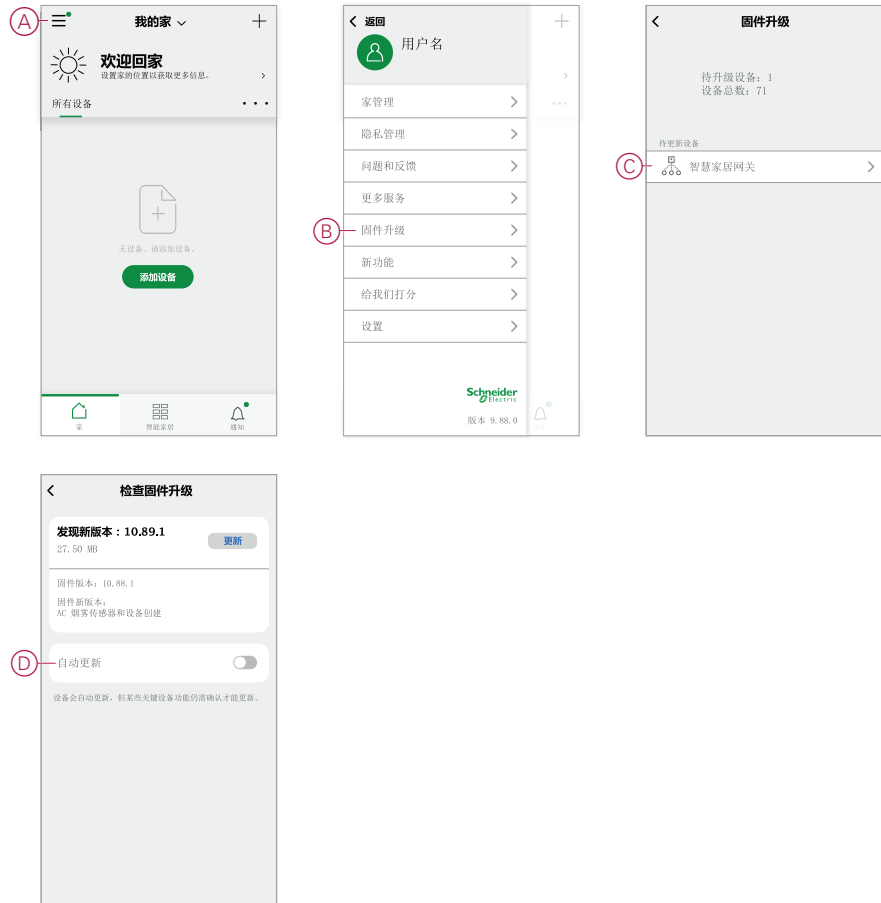 A
我的家
欢迎回家
设置家的位置以获取更多信息。
所有设备
无设备，请添加设备。
添加设备
家
智能家居
通知
返回
用户名
家管理
隐私管理
问题和反馈
更多服务
B
固件升级
新功能
给我们打分
设置
Schneider
Electric
版本 9.88.0
固件升级
待升级设备：1
设备总数：71
待更新设备
C
智慧家居网关
检查固件升级
发现新版本：10.89.1
更新
27.50 MB
固件版本：10.88.1
固件新版本：
AC 烟雾传感器和设备创建
D
自动更新
设备会自动更新，但某些关键设备功能仍需确认才能更新。